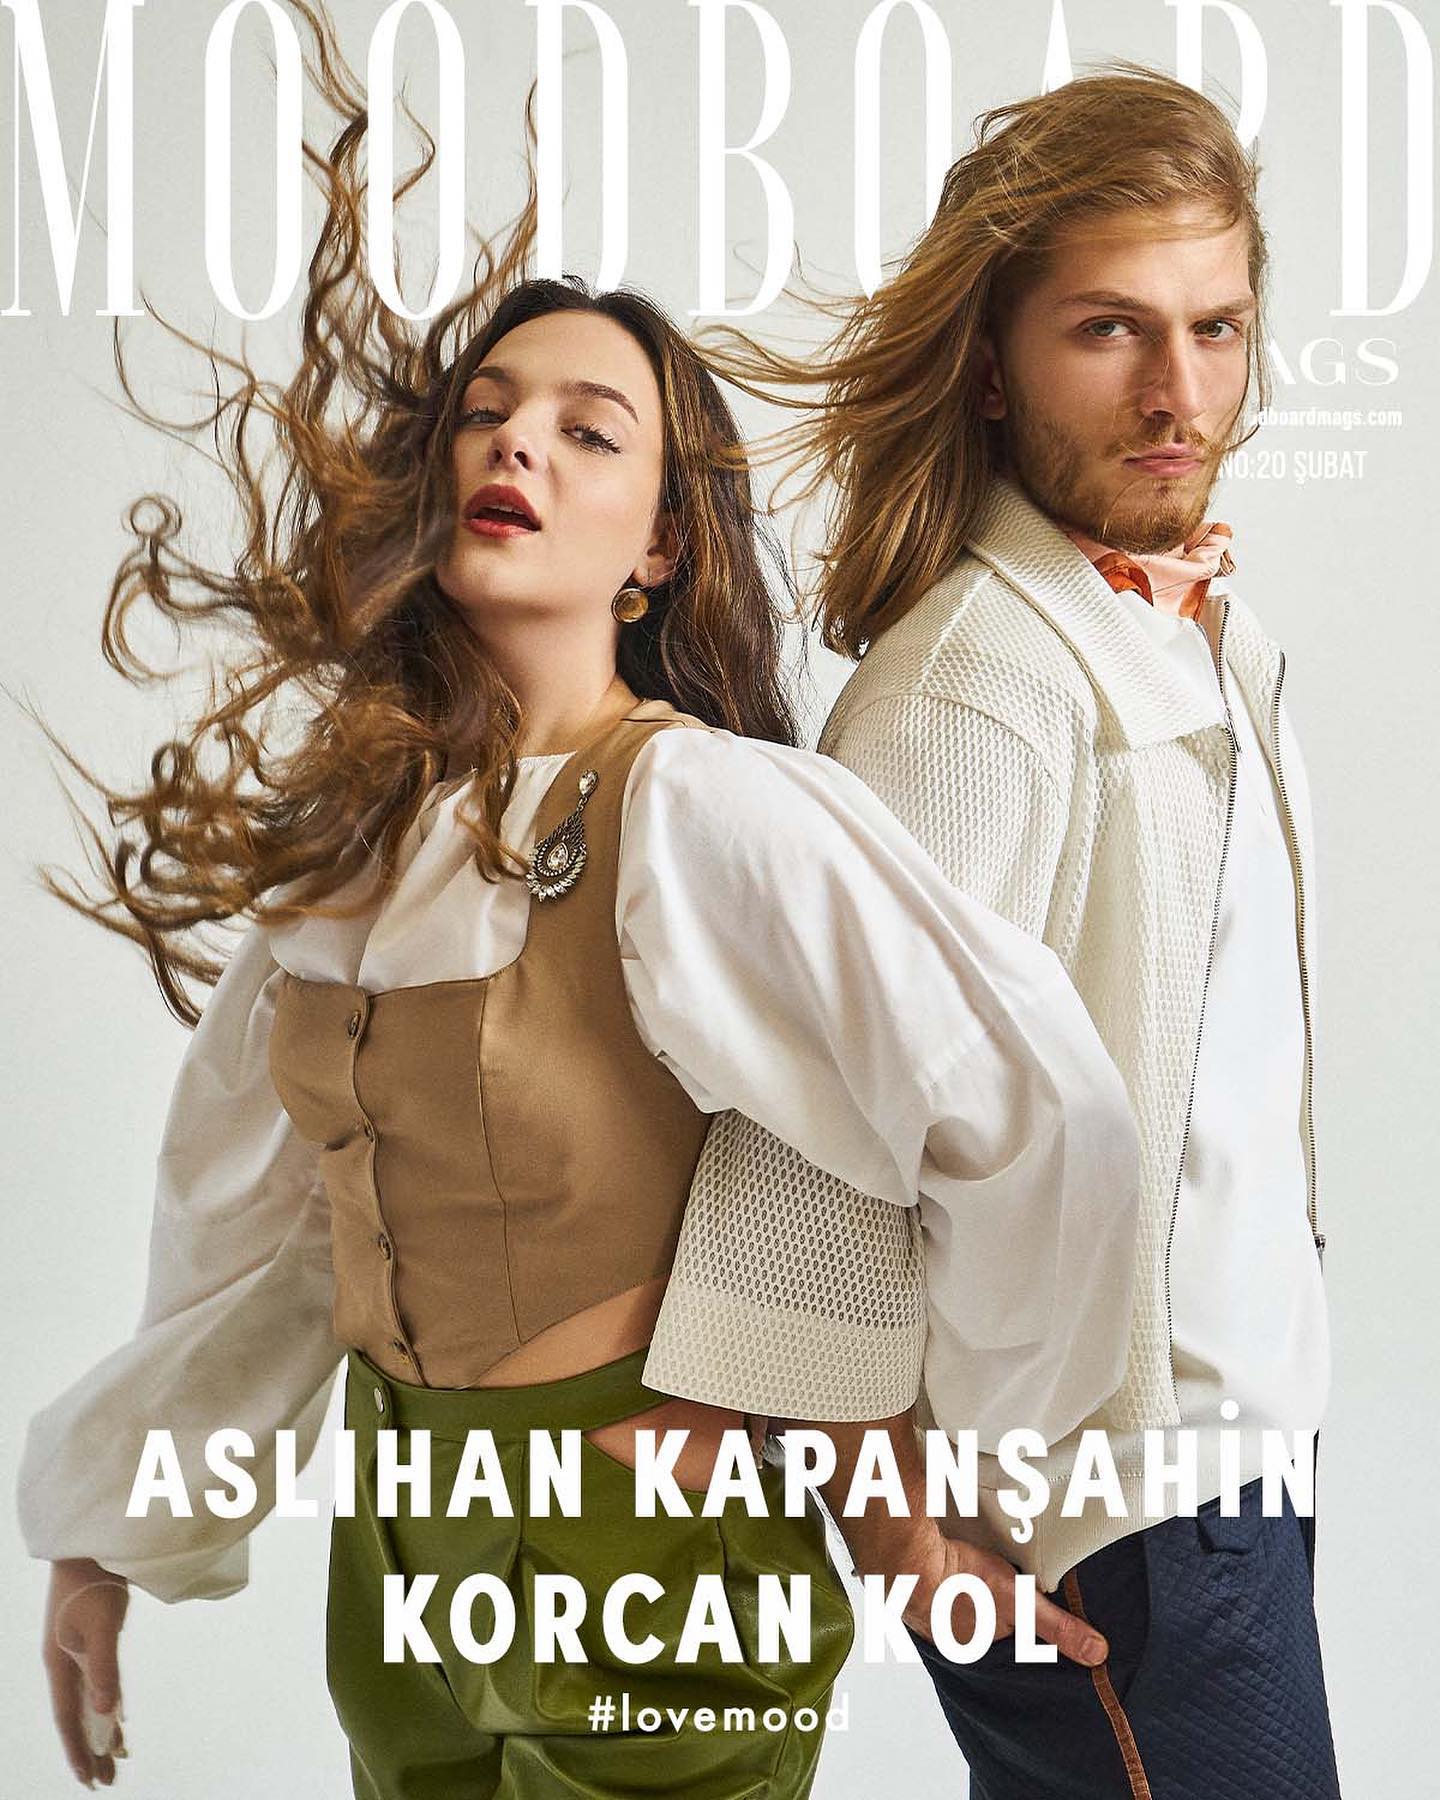 MOODBOARD
AGS
dboardmags.com
NO:20 ŞUBAT
ASLIHAN KAPANŞAHİN
KORCAN KOL
#lovemood